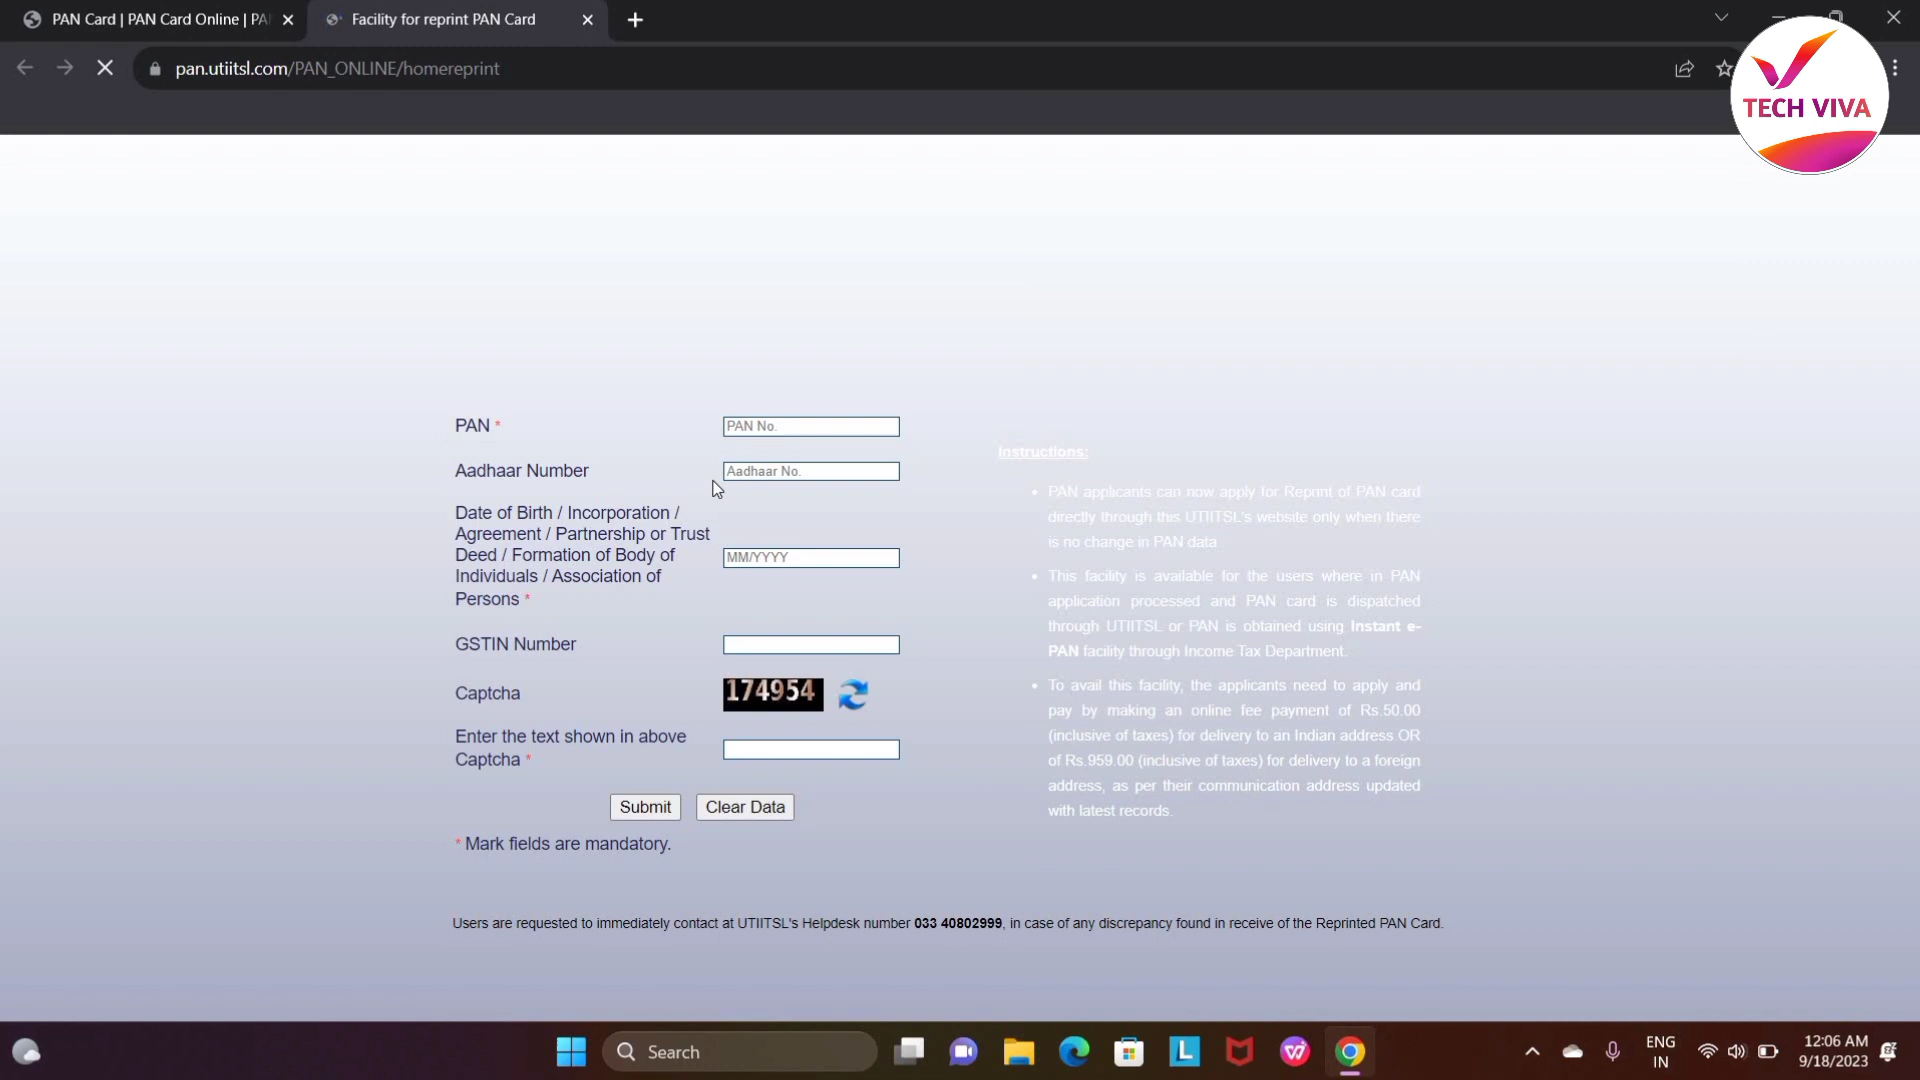 PAN Card | PAN Card Online | PA
Facility for reprint PAN Card
pan.utiitsl.com/PAN_ONLINE/homereprint
TECH VIVA
PAN *
PAN No.
Aadhaar Number
Aadhaar No.
Date of Birth / Incorporation /
Agreement / Partnership or Trust
Deed / Formation of Body of
Individuals / Association of
Persons *
MM/YYYY
GSTIN Number
Captcha
174954
Enter the text shown in above
Captcha *
Submit
Clear Data
* Mark fields are mandatory.
Instructions:
• PAN applicants can now apply for Reprint of PAN card
directly through this UTIITSL's website only when there
is no change in PAN data.
• This facility is available for the users where in PAN
application processed and PAN card is dispatched
through UTIITSL or PAN is obtained using Instant e-
PAN facility through Income Tax Department.
• To avail this facility, the applicants need to apply and
pay by making an online fee payment of Rs.50.00
(inclusive of taxes) for delivery to an Indian address OR
of Rs.959.00 (inclusive of taxes) for delivery to a foreign
address, as per their communication address updated
with latest records.
Users are requested to immediately contact at UTIITSL's Helpdesk number 033 40802999, in case of any discrepancy found in receive of the Reprinted PAN Card.
Search
L
ENG
IN
12:06 AM
9/18/2023